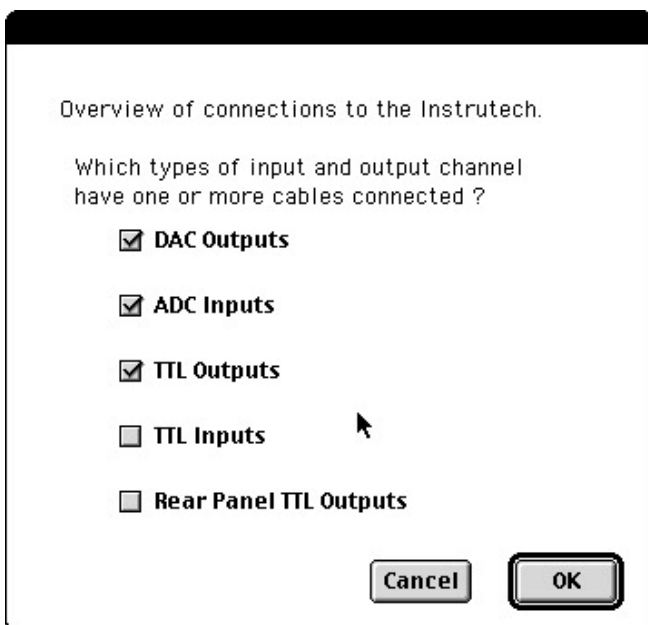 Overview of connections to the Instrutech.
Which types of input and output channel
have one or more cables connected ?
DAC Outputs
ADC Inputs
TTL Outputs
TTL Inputs
Rear Panel TTL Outputs
Cancel
OK